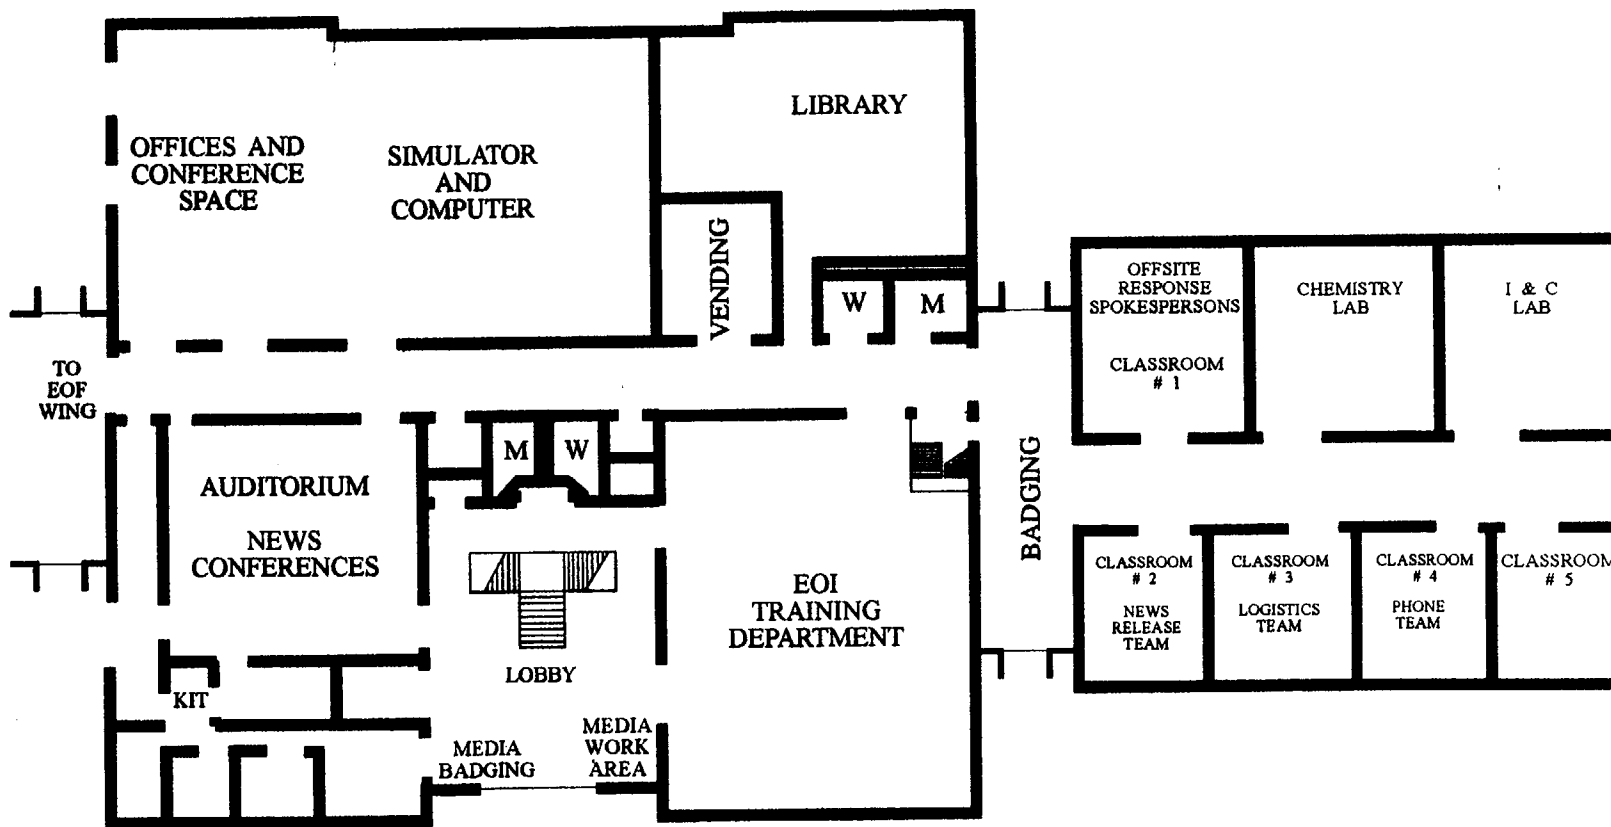 OFFICES AND
CONFERENCE
SPACE
SIMULATOR
AND
COMPUTER
LIBRARY
VENDING
W
M
OFFSITE
RESPONSE
SPOKESPERSONS
CLASSROOM
# 1
CHEMISTRY
LAB
I & C
LAB
TO
EOF
WING
AUDITORIUM
NEWS
CONFERENCES
M
W
LOBBY
KIT
MEDIA
BADGING
MEDIA
WORK
AREA
EOI
TRAINING
DEPARTMENT
BADGING
CLASSROOM
# 2
NEWS
RELEASE
TEAM
CLASSROOM
# 3
LOGISTICS
TEAM
CLASSROOM
# 4
PHONE
TEAM
CLASSROOM
# 5